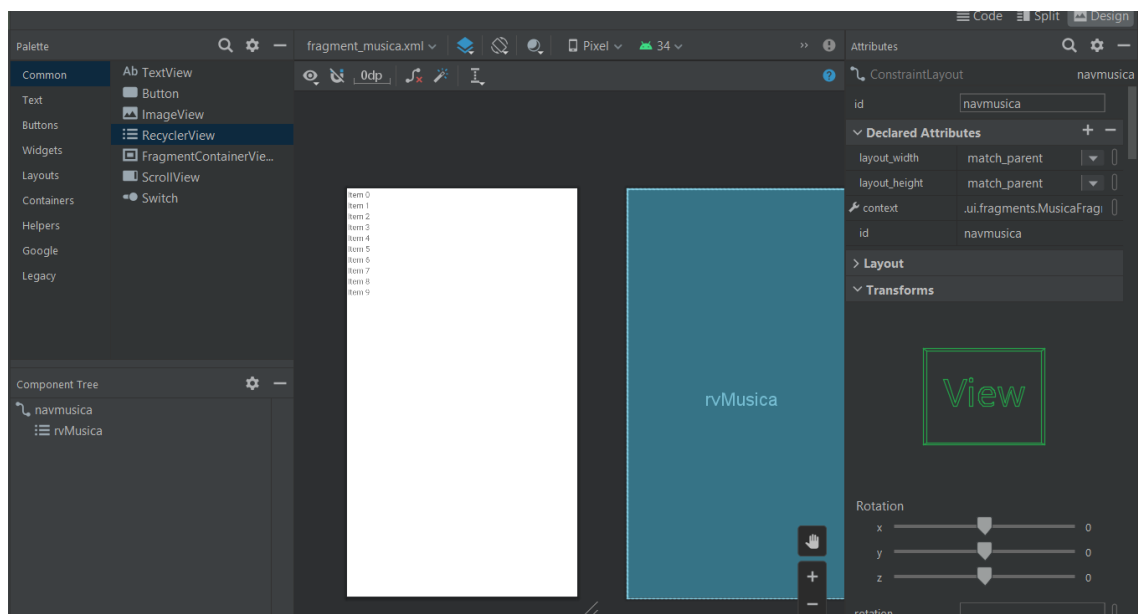 Code Split Design
Palette
Common
Text
Buttons
Widgets
Layouts
Containers
Helpers
Google
Legacy
Ab TextView
Button
ImageView
RecyclerView
FragmentContainerVie...
ScrollView
Switch
Component Tree
navmusica
rvMusica
fragment_musica.xml
Pixel
34
0dp
Item 0
Item 1
Item 2
Item 3
Item 4
Item 5
Item 6
Item 7
Item 8
Item 9
rvMusica
Attributes
ConstraintLayout navmusica
id navmusica
Declared Attributes
layout_width match_parent
layout_height match_parent
context .ui.fragments.MusicaFrag
id navmusica
Layout
Transforms
View
Rotation
x 0
y 0
z 0
rotation